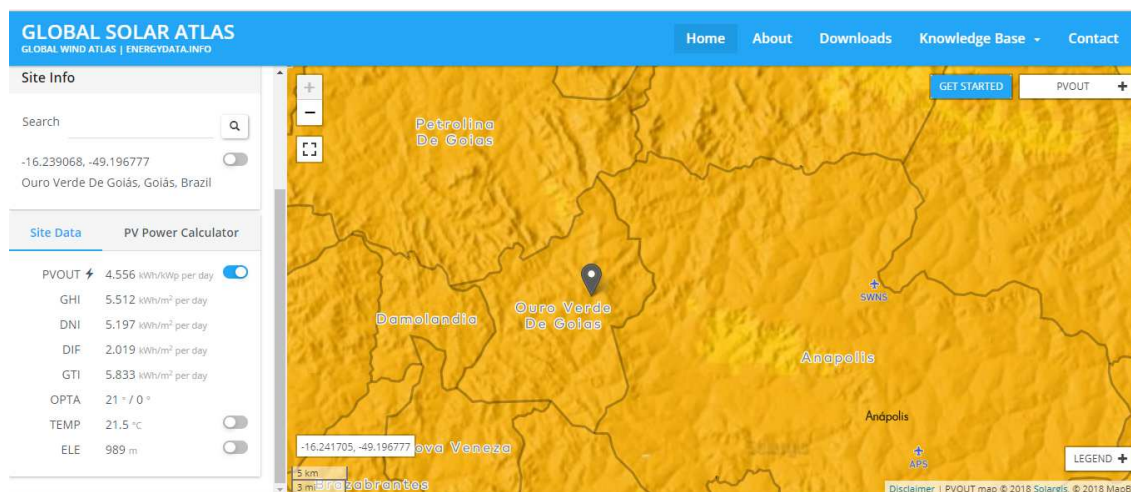 GLOBAL SOLAR ATLAS
GLOBAL WIND ATLAS | ENERGYDATA.INFO
Home About Downloads Knowledge Base Contact
Site Info
Search
-16.239068, -49.196777
Ouro Verde De Goiás, Goiás, Brazil
Site Data PV Power Calculator
PVOUT 4.556 kWh/kWp per day
GHI 5.512 kWh/m² per day
DNI 5.197 kWh/m² per day
DIF 2.019 kWh/m² per day
GTI 5.833 kWh/m² per day
OPTA 21 ° / 0 °
TEMP 21.5 °C
ELE 989 m
+
−
GET STARTED
PVOUT +
Petrolina
De Goias
SWNS
Ouro Verde
De Goias
Damolandia
Anapolis
Anápolis
-16.241705, -49.196777
ova Veneza
APS
LEGEND +
5 km
3 mi
Brazabrantes
Disclaimer | PVOUT map © 2018 Solargis, © 2018 MapB